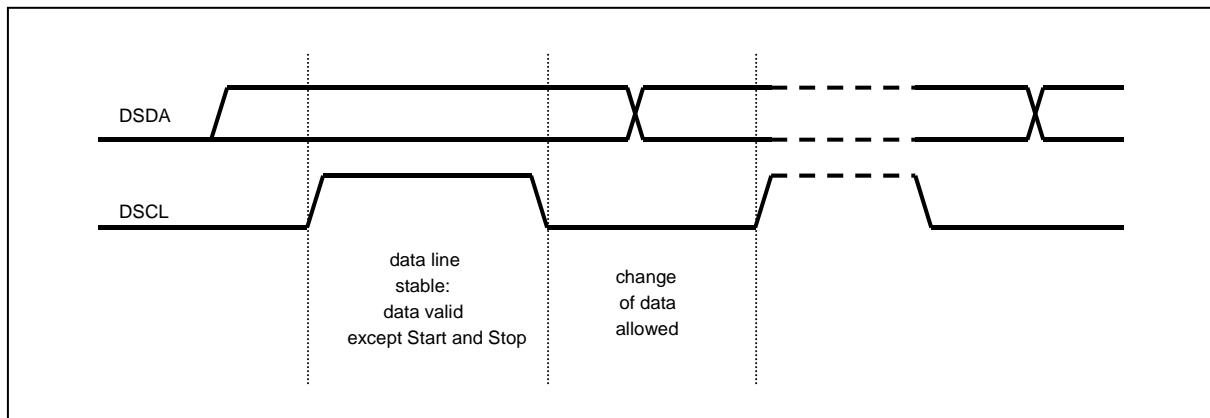 DSDA
DSCL
data line
stable:
data valid
except Start and Stop
change
of data
allowed